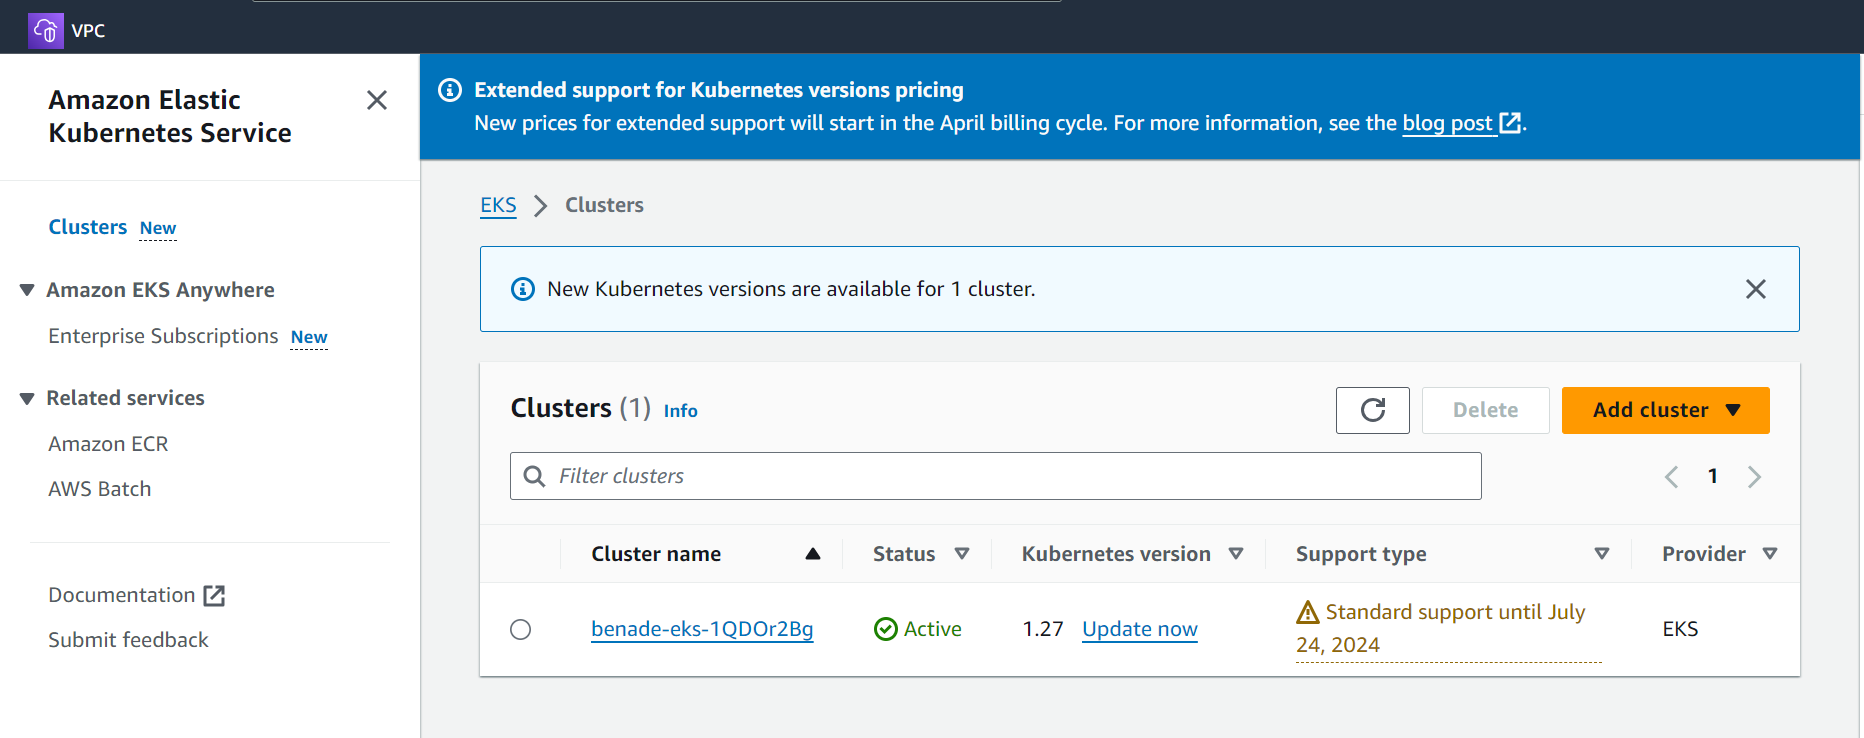 VPC
Amazon Elastic
Kubernetes Service
Clusters New
Amazon EKS Anywhere
Enterprise Subscriptions New
Related services
Amazon ECR
AWS Batch
Documentation
Submit feedback
Extended support for Kubernetes versions pricing
New prices for extended support will start in the April billing cycle. For more information, see the blog post.
EKS > Clusters
New Kubernetes versions are available for 1 cluster.
Clusters (1) Info
Delete
Add cluster
Filter clusters
1
Cluster name Status Kubernetes version Support type Provider
benade-eks-1QDOr2Bg Active 1.27 Update now Standard support until July
24, 2024 EKS